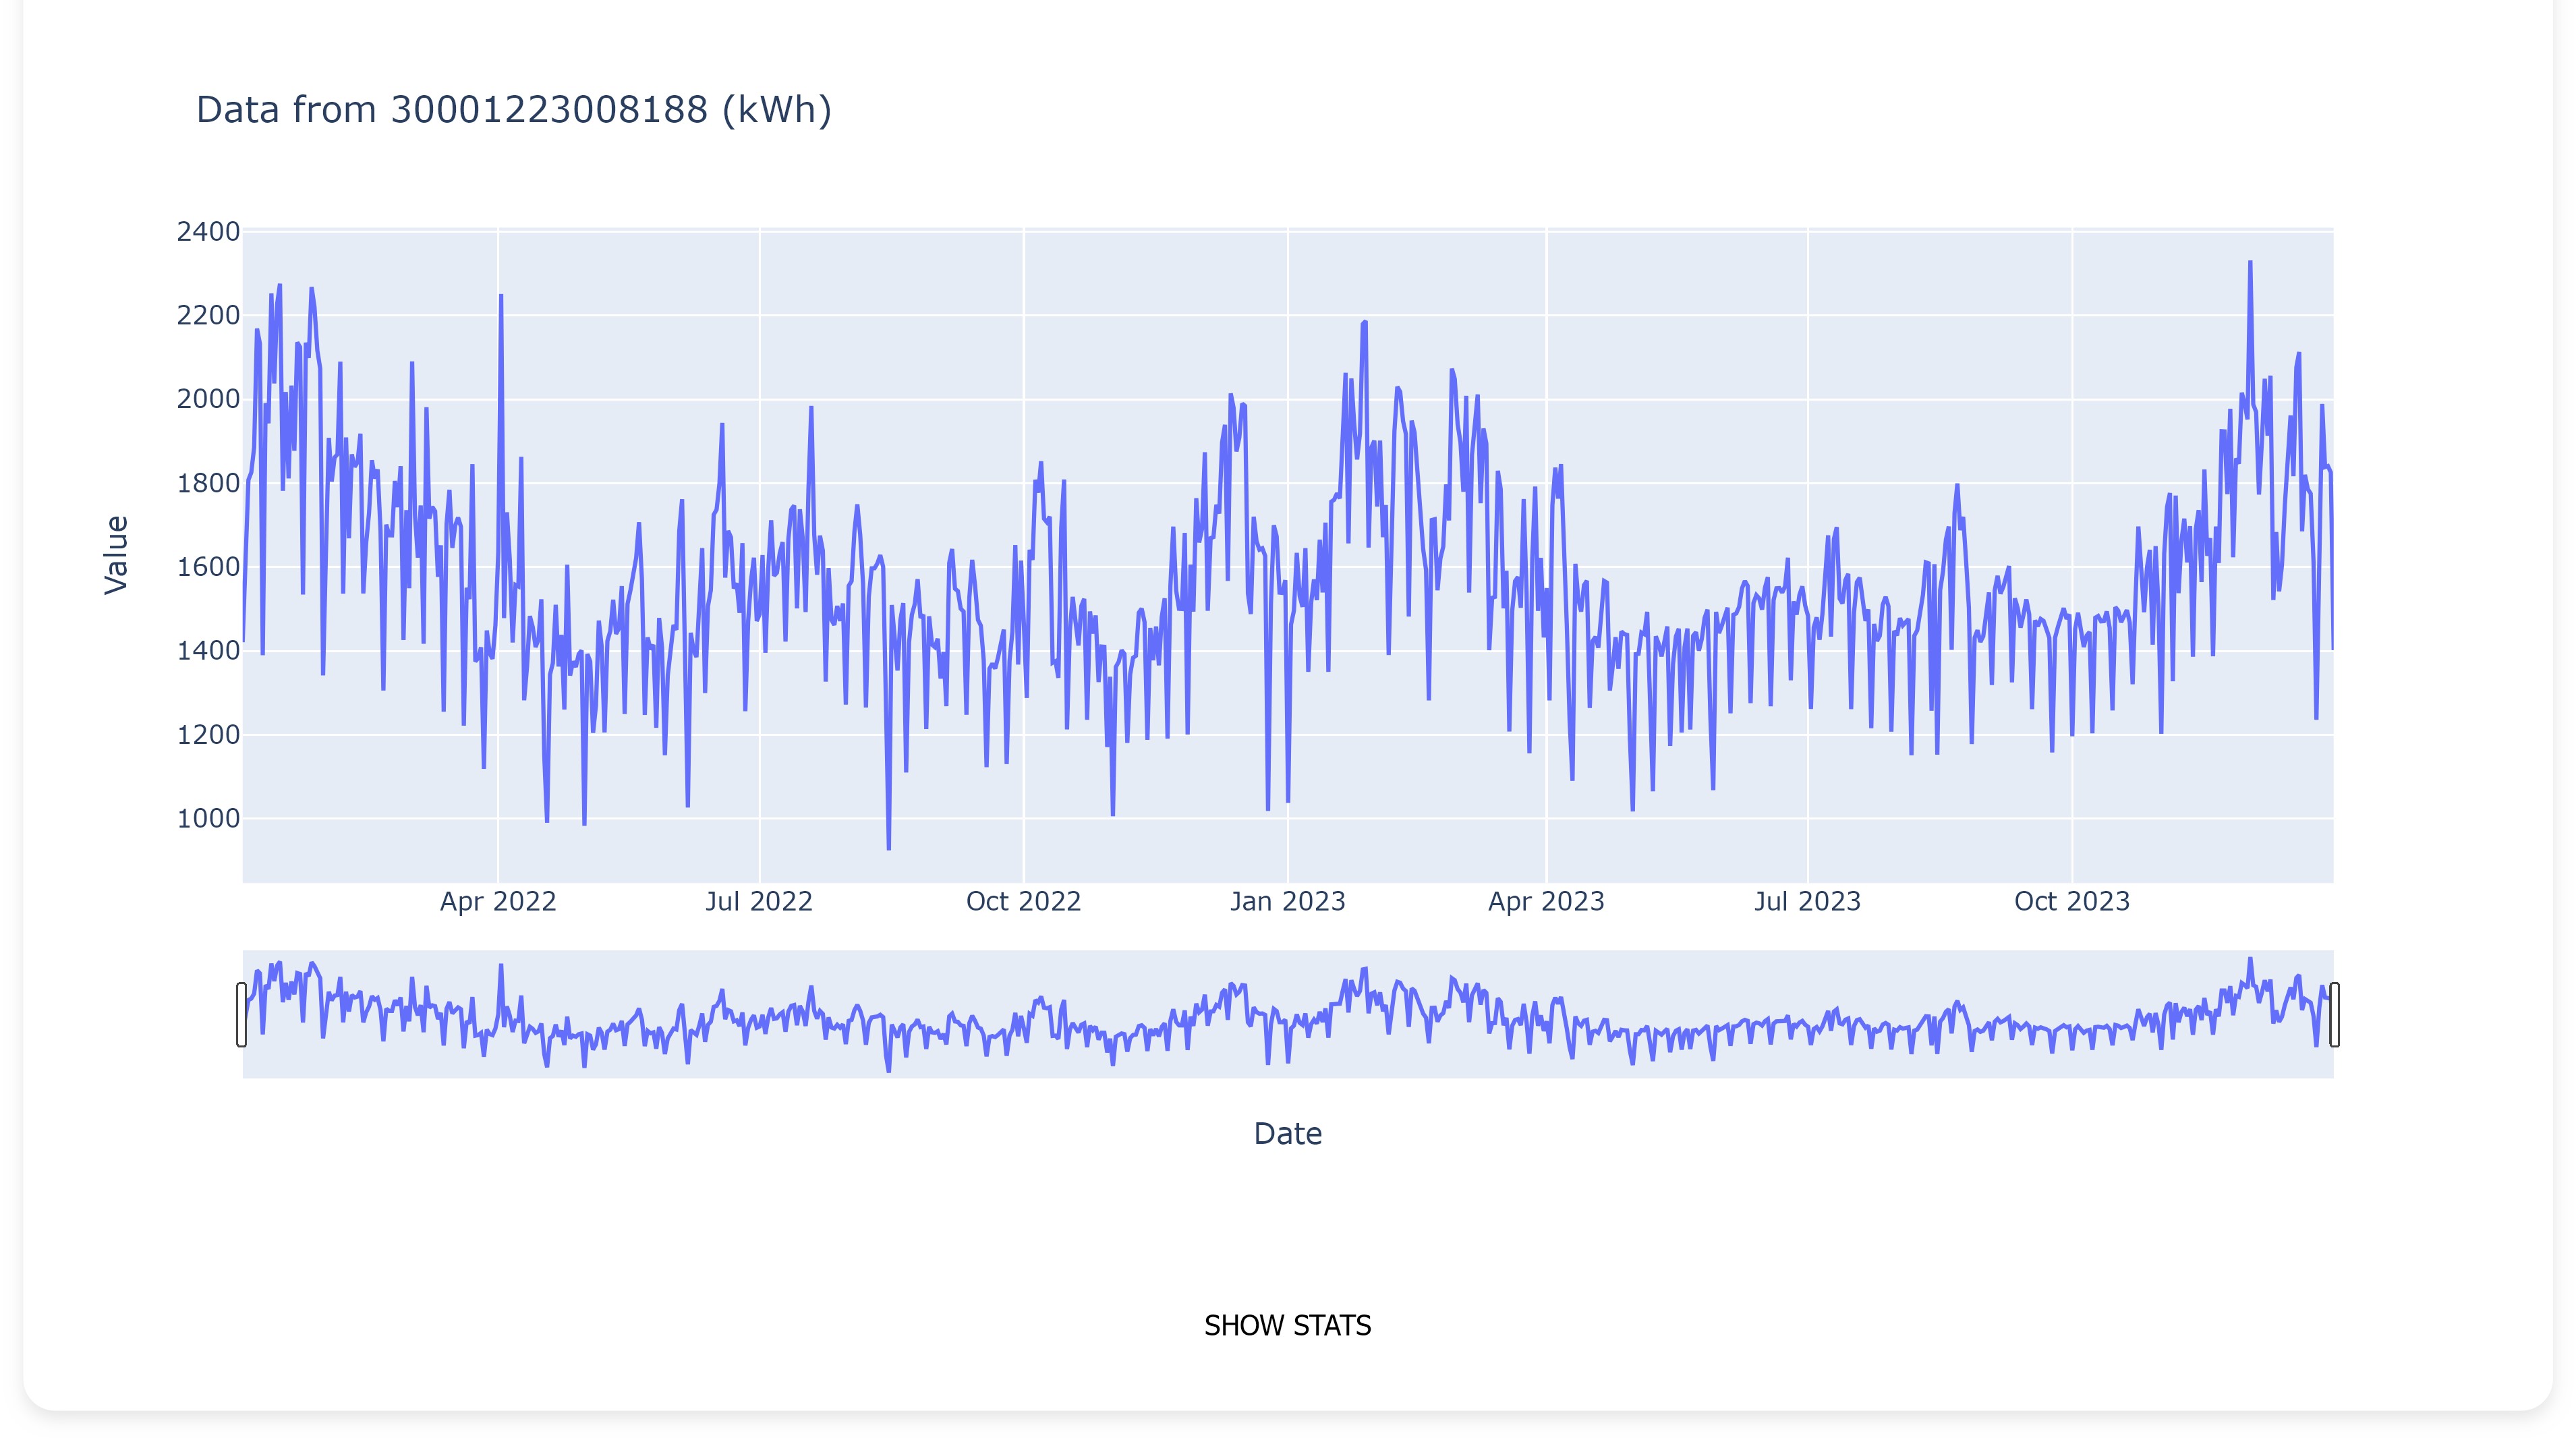 Data from 30001223008188 (kWh)
2400
2200
2000
1800
1600
1400
1200
1000
Value
Apr 2022
Jul 2022
Oct 2022
Jan 2023
Apr 2023
Jul 2023
Oct 2023
Date
SHOW STATS